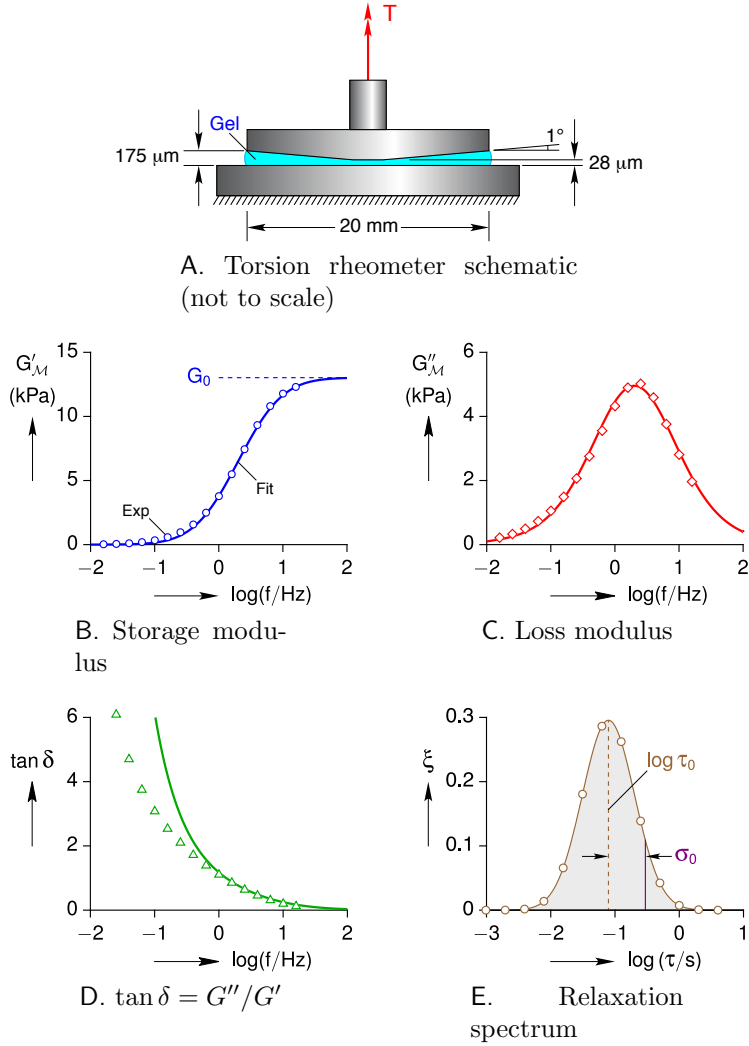 T
Gel
1°
175 μm
28 μm
20 mm
A. Torsion rheometer schematic
(not to scale)
G′ℳ
(kPa)
15
10
5
0
G₀
Exp
Fit
−2 −1 0 1 2
log(f/Hz)
B. Storage modu-
lus
G″ℳ
(kPa)
6
4
2
0
−2 −1 0 1 2
log(f/Hz)
C. Loss modulus
tan δ
6
4
2
0
−2 −1 0 1 2
log(f/Hz)
D. tan δ = G″/G′
ξ
0.3
0.2
0.1
0
log τ₀
σ₀
−3 −2 −1 0 1
log (τ/s)
E. Relaxation
spectrum